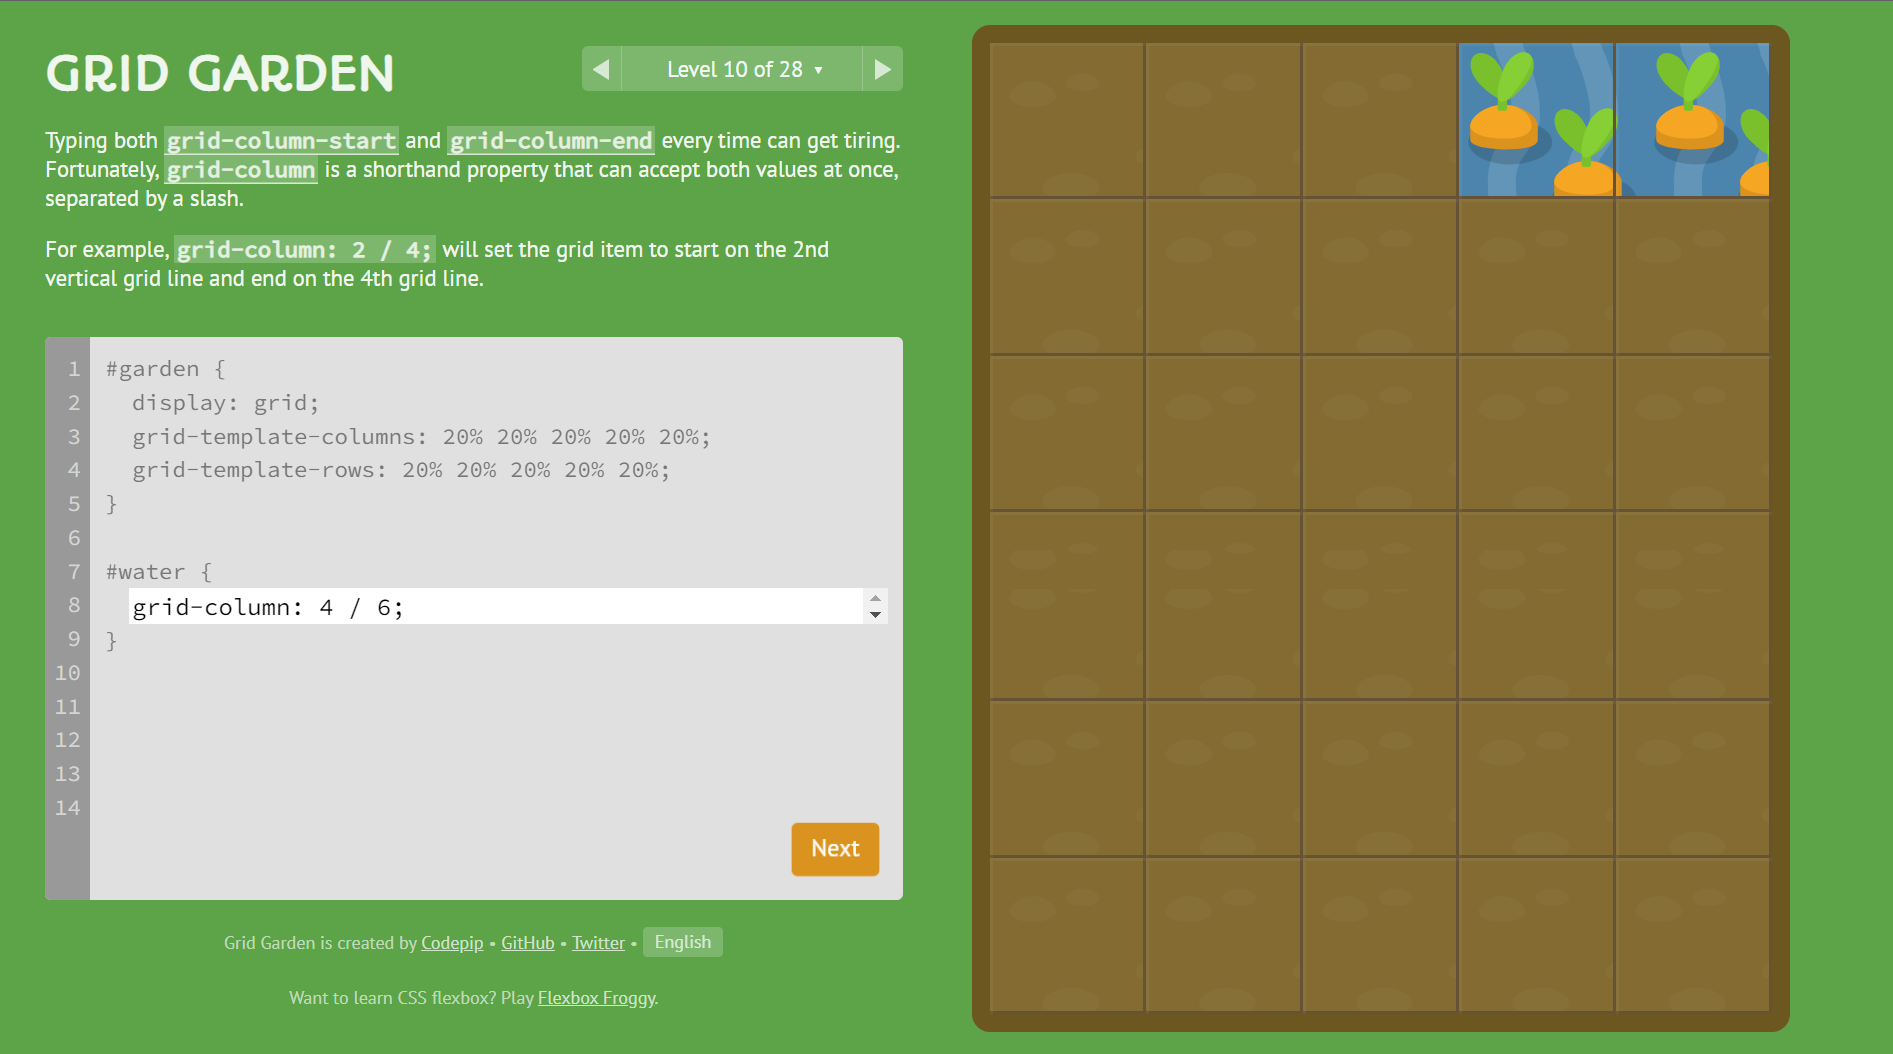 GRID GARDEN
◀ Level 10 of 28 ▾ ▶
Typing both grid-column-start and grid-column-end every time can get tiring.
Fortunately, grid-column is a shorthand property that can accept both values at once,
separated by a slash.
For example, grid-column: 2 / 4; will set the grid item to start on the 2nd
vertical grid line and end on the 4th grid line.
1 #garden {
2   display: grid;
3   grid-template-columns: 20% 20% 20% 20% 20%;
4   grid-template-rows: 20% 20% 20% 20% 20%;
5 }
6
7 #water {
8   grid-column: 4 / 6;
9 }
10
11
12
13
14
Next
Grid Garden is created by Codepip • GitHub • Twitter • English
Want to learn CSS flexbox? Play Flexbox Froggy.